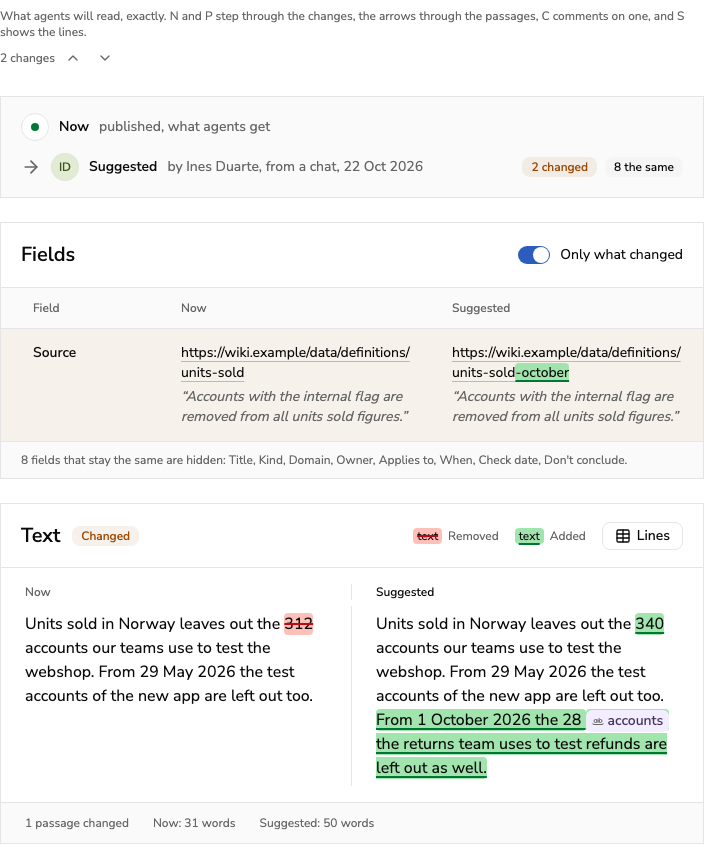 What agents will read, exactly. N and P step through the changes, the arrows through the passages, C comments on one, and S
shows the lines.
2 changes
Now published, what agents get
ID Suggested by Ines Duarte, from a chat, 22 Oct 2026 2 changed 8 the same
Fields Only what changed
Field Now Suggested
Source
https://wiki.example/data/definitions/
units-sold
“Accounts with the internal flag are
removed from all units sold figures.”
https://wiki.example/data/definitions/
units-sold-october
“Accounts with the internal flag are
removed from all units sold figures.”
8 fields that stay the same are hidden: Title, Kind, Domain, Owner, Applies to, When, Check date, Don't conclude.
Text Changed text Removed text Added Lines
Now
Units sold in Norway leaves out the 312
accounts our teams use to test the
webshop. From 29 May 2026 the test
accounts of the new app are left out too.
Suggested
Units sold in Norway leaves out the 340
accounts our teams use to test the
webshop. From 29 May 2026 the test
accounts of the new app are left out too.
From 1 October 2026 the 28 accounts
the returns team uses to test refunds are
left out as well.
1 passage changed Now: 31 words Suggested: 50 words